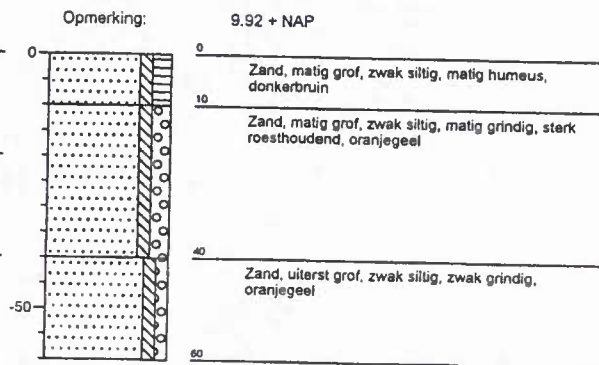 Opmerking: 9.92 + NAP
0
0
Zand, matig grof, zwak siltig, matig humeus,
donkerbruin
10
Zand, matig grof, zwak siltig, matig grindig, sterk
roesthoudend, oranjegeel
40
Zand, uiterst grof, zwak siltig, zwak grindig,
oranjegeel
-50
60